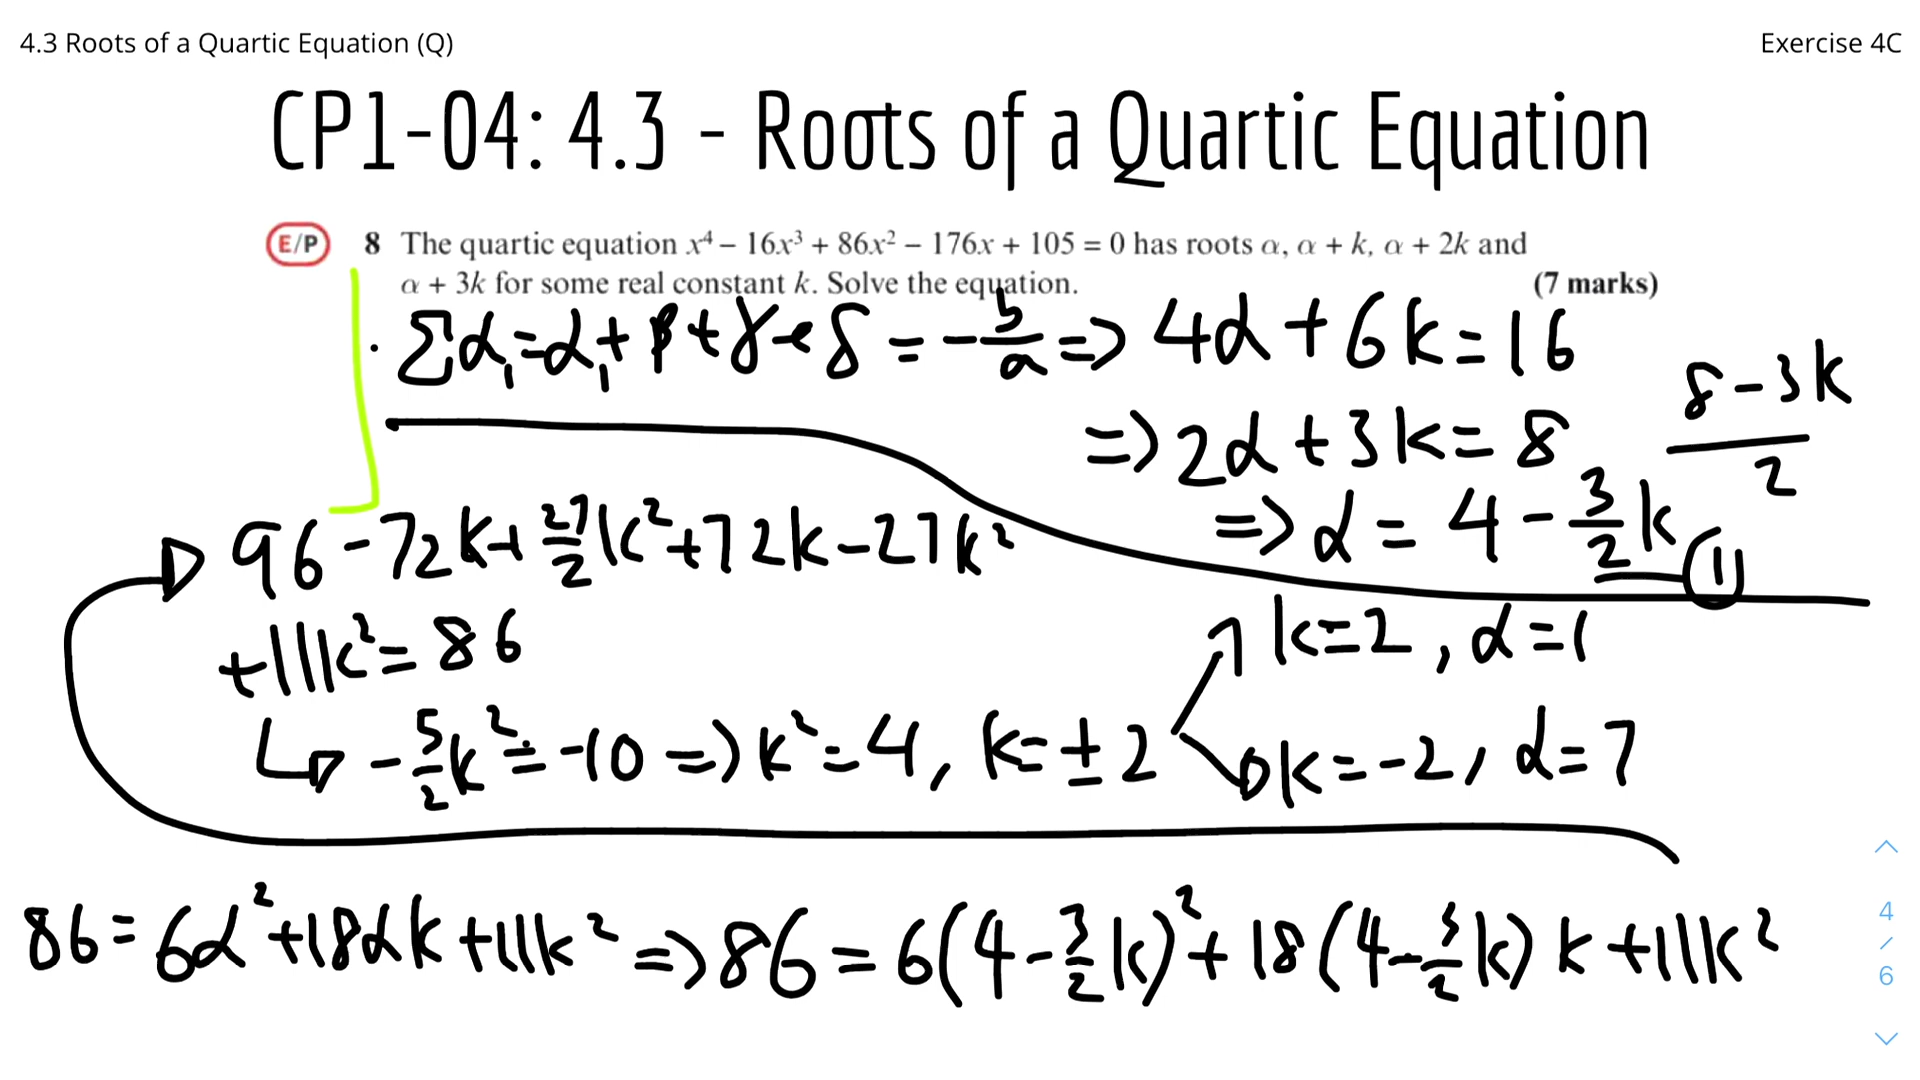 4.3 Roots of a Quartic Equation (Q)
Exercise 4C
CP1-04: 4.3 - Roots of a Quartic Equation
E/P 8 The quartic equation x⁴ – 16x³ + 86x² – 176x + 105 = 0 has roots α, α + k, α + 2k and
α + 3k for some real constant k. Solve the equation. (7 marks)
· Σα₁=α₁+β+γ+δ = -b/a => 4α+6k=16
=> 2α+3k=8
(8-3k)/2
=> α = 4 - 3/2 k (1)
96-72k+27/2 k²+72k-27k²
+11k²=86
-5/2 k²=-10 => k²=4, k=±2
k=2, α=1
k=-2, α=7
86=6α²+18αk+11k² => 86=6(4-3/2 k)²+18(4-3/2 k)k+11k²
4
/
6